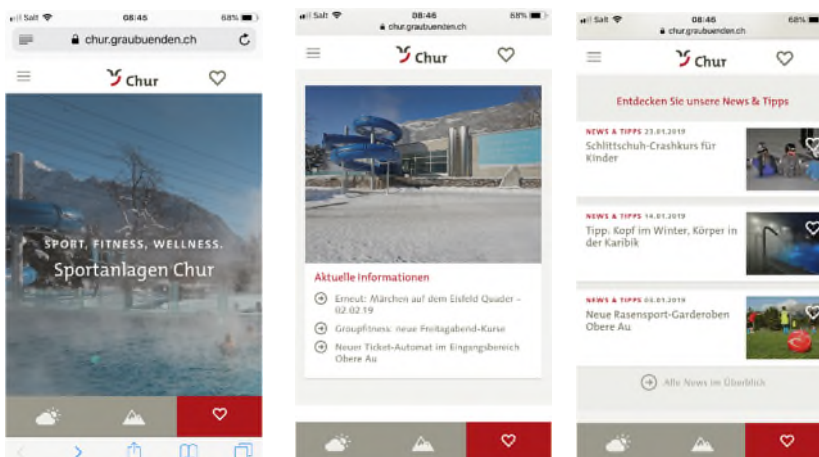 Salt
08:45
68%
chur.graubuenden.ch
Chur
SPORT, FITNESS, WELLNESS.
Sportanlagen Chur
Salt
08:46
68%
chur.graubuenden.ch
Chur
Aktuelle Informationen
Erneut: Märchen auf dem Eisfeld Quader –
02.02.19
Groupfitness: neue Freitagabend-Kurse
Neuer Ticket-Automat im Eingangsbereich
Obere Au
Salt
08:46
68%
chur.graubuenden.ch
Chur
Entdecken Sie unsere News & Tipps
NEWS & TIPPS 23.01.2019
Schlittschuh-Crashkurs für
Kinder
NEWS & TIPPS 14.01.2019
Tipp: Kopf im Winter, Körper in
der Karibik
NEWS & TIPPS 03.01.2019
Neue Rasensport-Garderoben
Obere Au
Alle News im Überblick